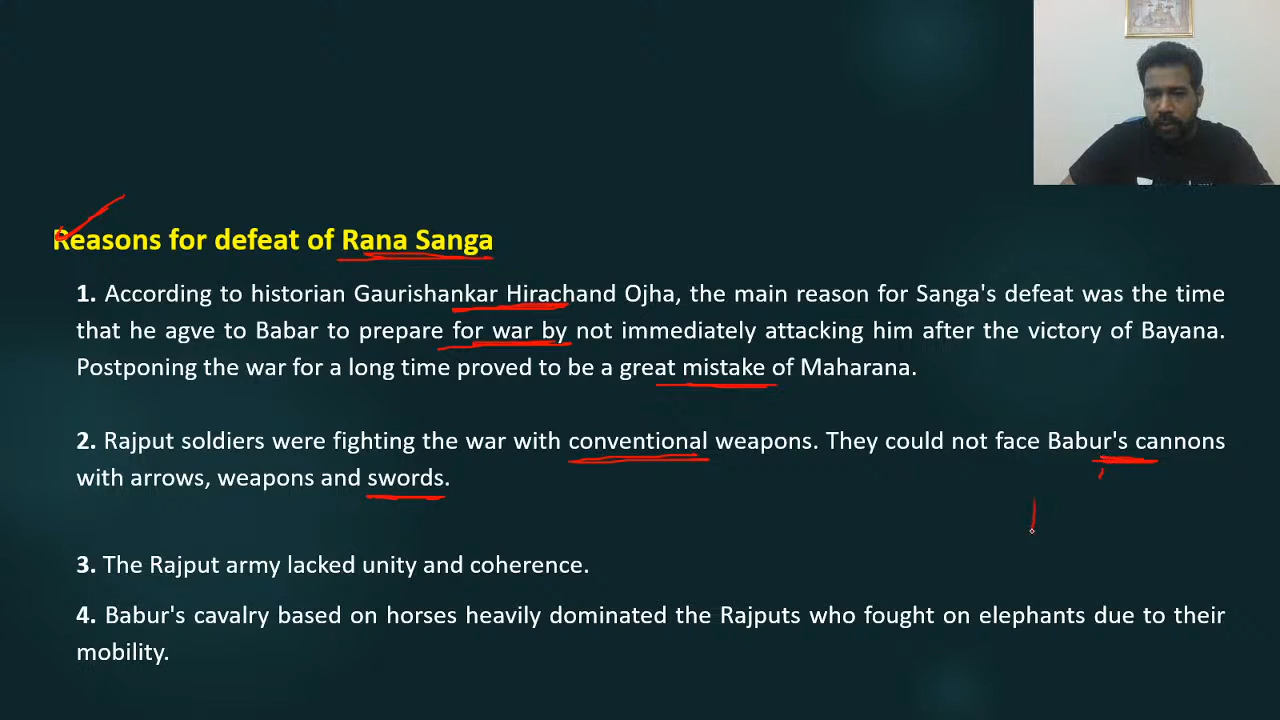 Reasons for defeat of Rana Sanga
1. According to historian Gaurishankar Hirachand Ojha, the main reason for Sanga's defeat was the time
that he agve to Babar to prepare for war by not immediately attacking him after the victory of Bayana.
Postponing the war for a long time proved to be a great mistake of Maharana.
2. Rajput soldiers were fighting the war with conventional weapons. They could not face Babur's cannons
with arrows, weapons and swords.
3. The Rajput army lacked unity and coherence.
4. Babur's cavalry based on horses heavily dominated the Rajputs who fought on elephants due to their
mobility.